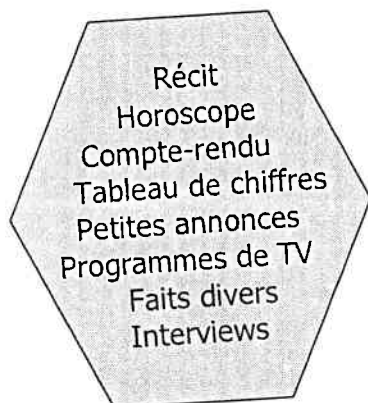 Récit
Horoscope
Compte-rendu
Tableau de chiffres
Petites annonces
Programmes de TV
Faits divers
Interviews